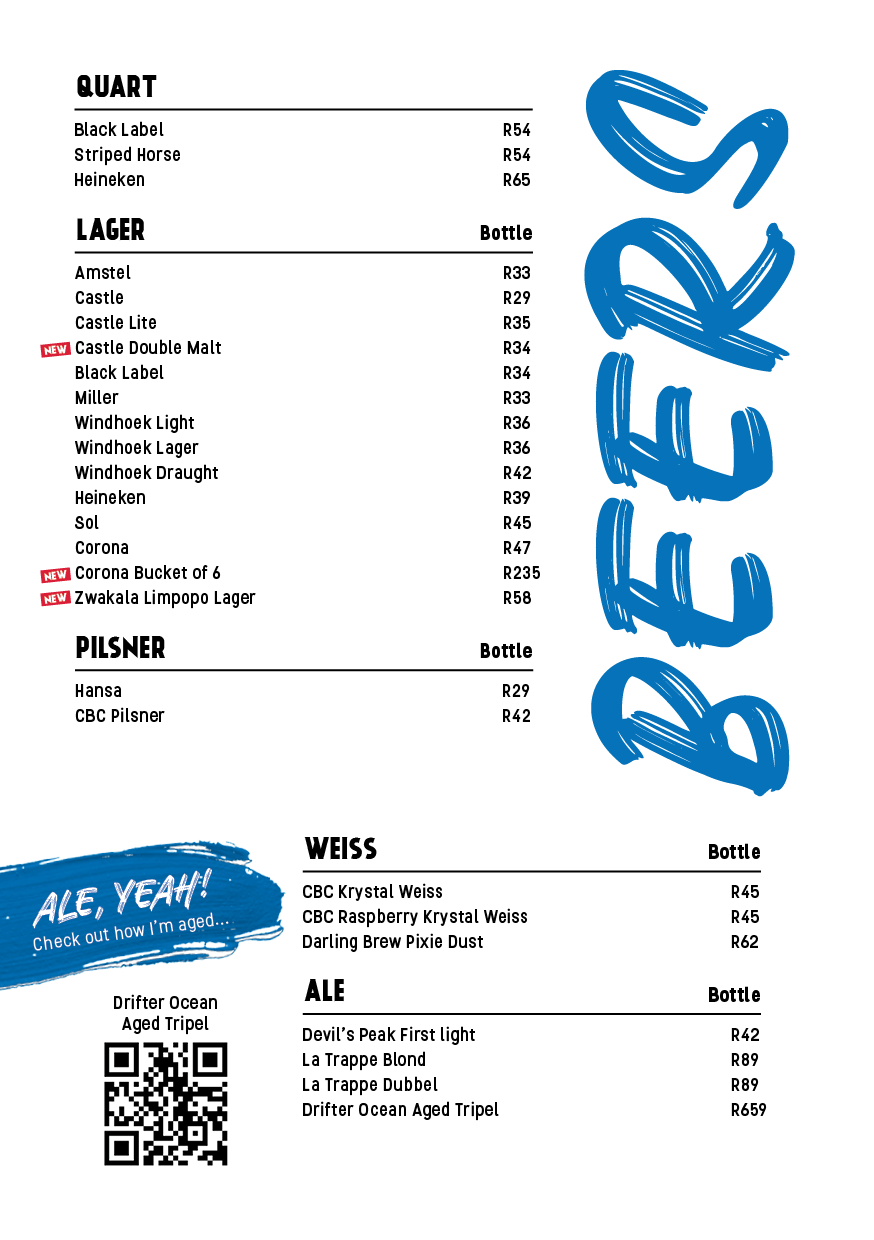 QUART
Black Label R54
Striped Horse R54
Heineken R65
LAGER Bottle
Amstel R33
Castle R29
Castle Lite R35
NEW Castle Double Malt R34
Black Label R34
Miller R33
Windhoek Light R36
Windhoek Lager R36
Windhoek Draught R42
Heineken R39
Sol R45
Corona R47
NEW Corona Bucket of 6 R235
NEW Zwakala Limpopo Lager R58
PILSNER Bottle
Hansa R29
CBC Pilsner R42
BEERS
WEISS Bottle
CBC Krystal Weiss R45
CBC Raspberry Krystal Weiss R45
Darling Brew Pixie Dust R62
ALE Bottle
Devil's Peak First light R42
La Trappe Blond R89
La Trappe Dubbel R89
Drifter Ocean Aged Tripel R659
ALE, YEAH!
Check out how I'm aged...
Drifter Ocean
Aged Tripel